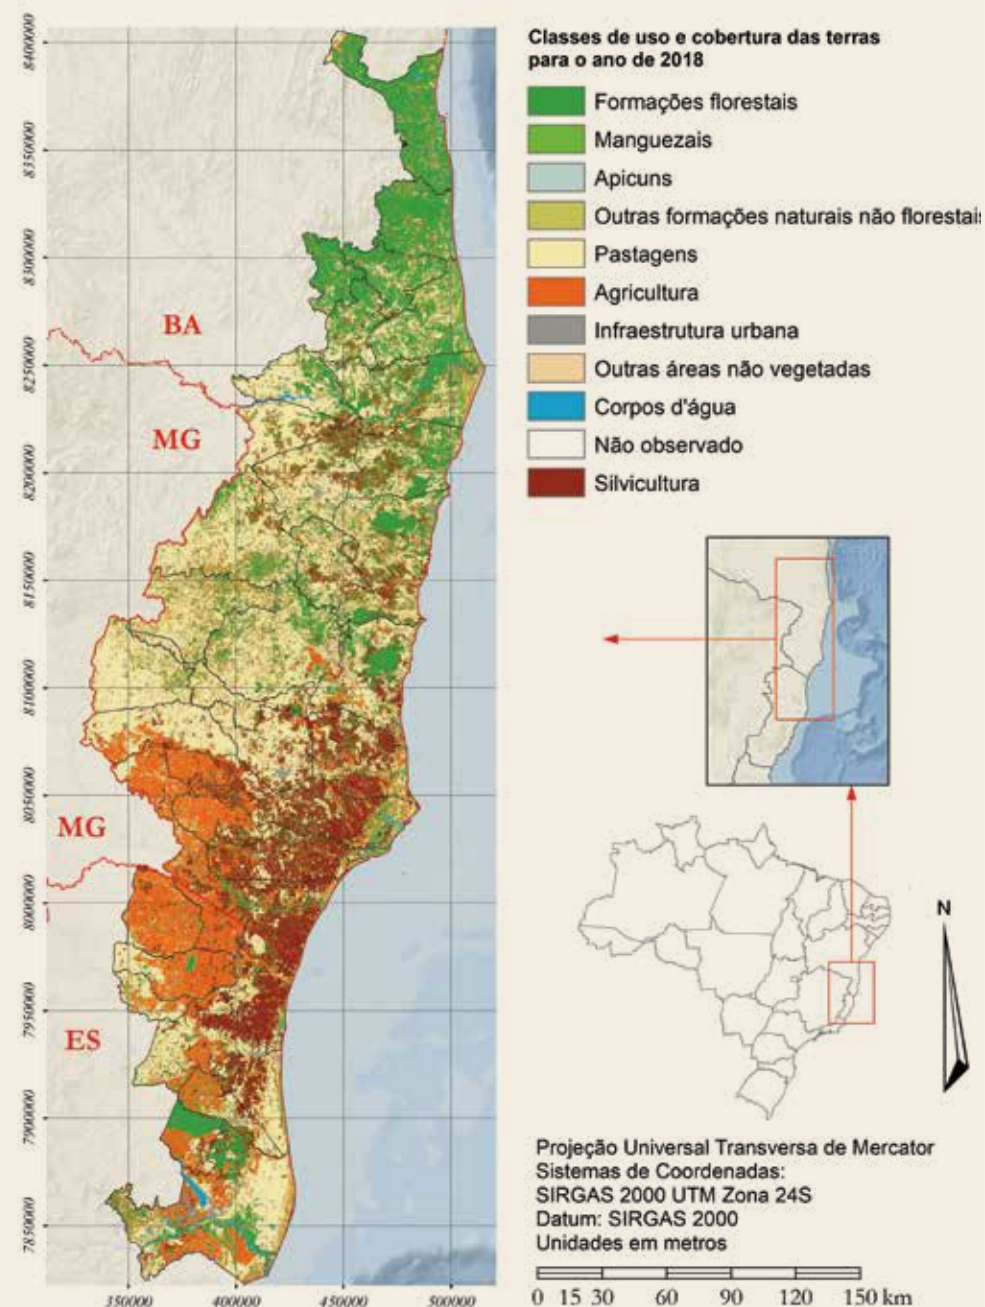 Classes de uso e cobertura das terras
para o ano de 2018
Formações florestais
Manguezais
Apicuns
Outras formações naturais não florestais
Pastagens
Agricultura
Infraestrutura urbana
Outras áreas não vegetadas
Corpos d'água
Não observado
Silvicultura
8400000
8350000
8300000
8250000
8200000
8150000
8100000
8050000
8000000
7950000
7900000
7850000
BA
MG
MG
ES
350000 400000 450000 500000
N
Projeção Universal Transversa de Mercator
Sistemas de Coordenadas:
SIRGAS 2000 UTM Zona 24S
Datum: SIRGAS 2000
Unidades em metros
0 15 30 60 90 120 150 km